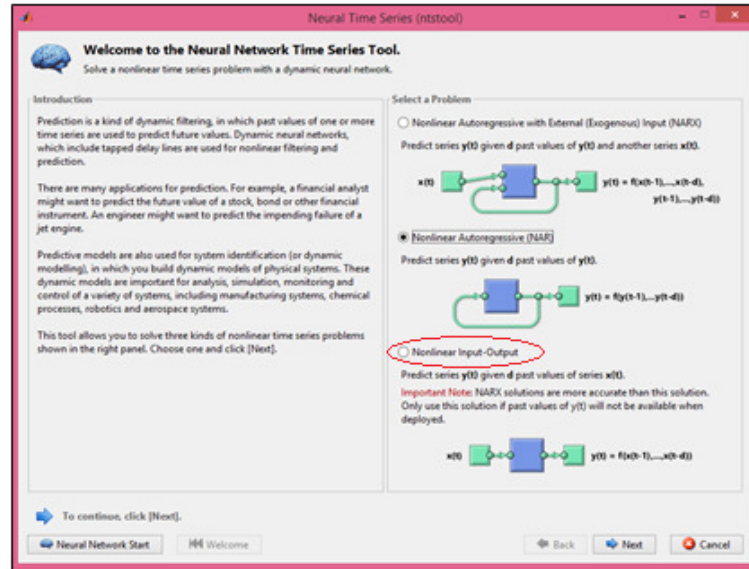 Neural Time Series (ntstool)
Welcome to the Neural Network Time Series Tool.
Solve a nonlinear time series problem with a dynamic neural network.
Introduction
Prediction is a kind of dynamic filtering, in which past values of one or more
time series are used to predict future values. Dynamic neural networks,
which include tapped delay lines are used for nonlinear filtering and
prediction.
There are many applications for prediction. For example, a financial analyst
might want to predict the future value of a stock, bond or other financial
instrument. An engineer might want to predict the impending failure of a
jet engine.
Predictive models are also used for system identification (or dynamic
modelling), in which you build dynamic models of physical systems. These
dynamic models are important for analysis, simulation, monitoring and
control of a variety of systems, including manufacturing systems, chemical
processes, robotics and aerospace systems.
This tool allows you to solve three kinds of nonlinear time series problems
shown in the right panel. Choose one and click [Next].
Select a Problem
Nonlinear Autoregressive with External (Exogenous) Input (NARX)
Predict series y(t) given d past values of y(t) and another series x(t).
x(t)
y(t) = f(x(t-1),...,x(t-d),
y(t-1),...,y(t-d))
Nonlinear Autoregressive (NAR)
Predict series y(t) given d past values of y(t).
y(t) = f(y(t-1),...y(t-d))
Nonlinear Input-Output
Predict series y(t) given d past values of series x(t).
Important Note: NARX solutions are more accurate than this solution.
Only use this solution if past values of y(t) will not be available when
deployed.
x(t)
y(t) = f(x(t-1),...,x(t-d))
To continue, click [Next].
Neural Network Start
Welcome
Back
Next
Cancel